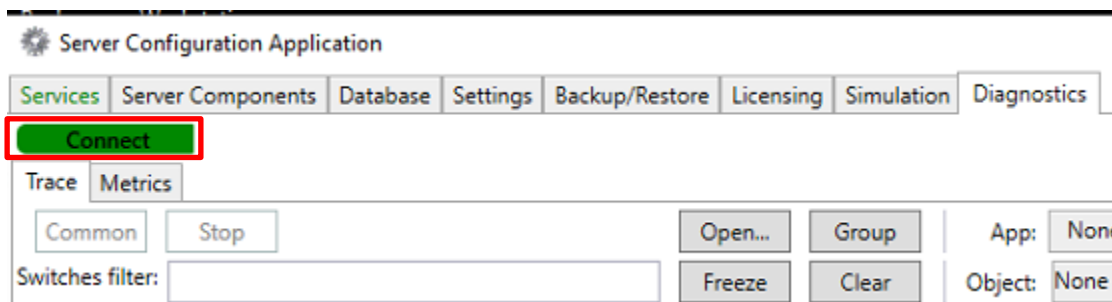 Server Configuration Application
Services Server Components Database Settings Backup/Restore Licensing Simulation Diagnostics
Connect
Trace Metrics
Common Stop Open... Group App:
Switches filter: Freeze Clear Object: None